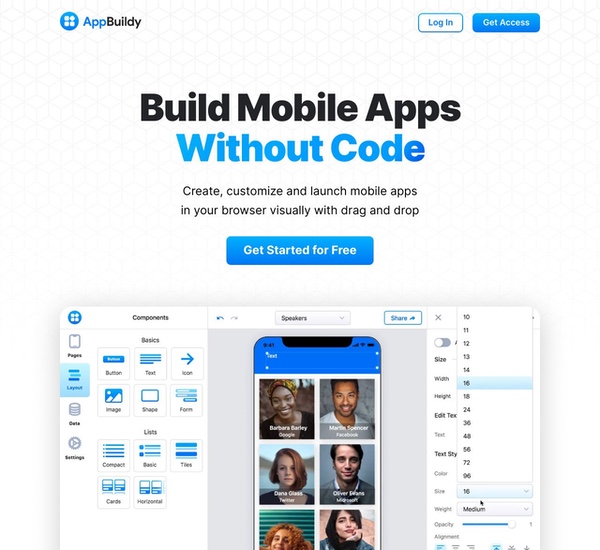 AppBuildy
Log In
Get Access
Build Mobile Apps
Without Code
Create, customize and launch mobile apps
in your browser visually with drag and drop
Get Started for Free
Components
Speakers
Share
Pages
Layout
Data
Settings
Basics
Button
Button
Text
Icon
Image
Shape
Form
Lists
Compact
Basic
Tiles
Cards
Horizontal
9:41
Text
Barbara Barley
Google
Martin Spencer
Facebook
Dana Glass
Twitter
Oliver Evans
Microsoft
Size
Width
Height
Edit Text
Text
Text Sty
Color
10
11
12
13
14
16
18
24
36
48
56
72
96
Size
16
Weight
Medium
Opacity
1
Alignment